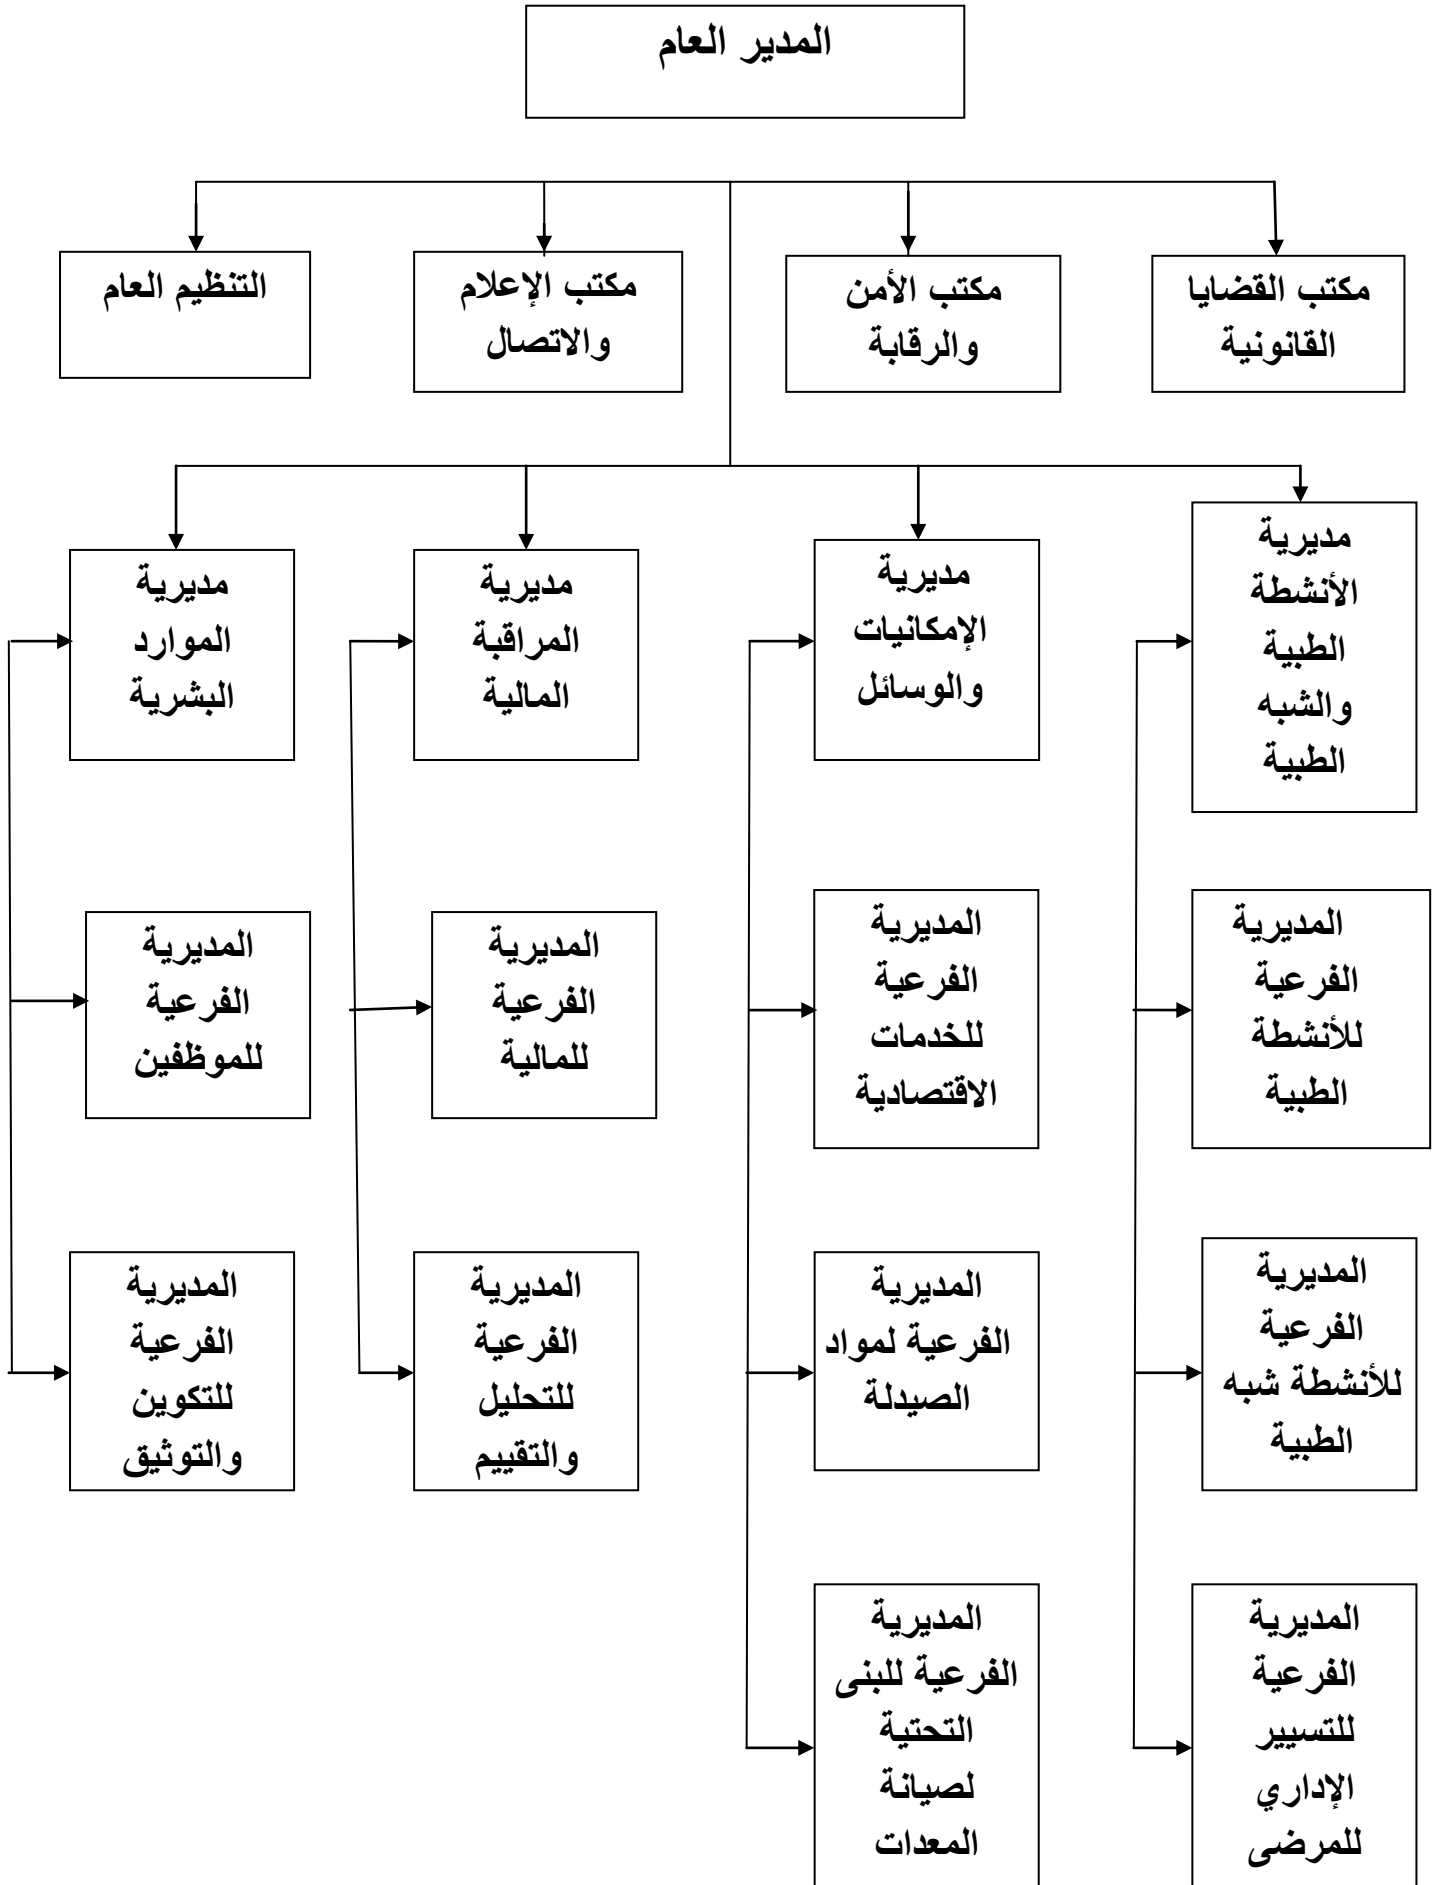 المدير العام
مكتب القضايا
القانونية
مكتب الأمن
والرقابة
مكتب الإعلام
والاتصال
التنظيم العام
مديرية
الأنشطة
الطبية
والشبه
الطبية
مديرية
الإمكانيات
والوسائل
مديرية
المراقبة
المالية
مديرية
الموارد
البشرية
المديرية
الفرعية
للأنشطة
الطبية
المديرية
الفرعية
للخدمات
الاقتصادية
المديرية
الفرعية
للمالية
المديرية
الفرعية
للموظفين
المديرية
الفرعية
للأنشطة شبه
الطبية
المديرية
الفرعية لمواد
الصيدلة
المديرية
الفرعية
للتحليل
والتقييم
المديرية
الفرعية
للتكوين
والتوثيق
المديرية
الفرعية
للتسيير
الإداري
للمرضى
المديرية
الفرعية للبنى
التحتية
لصيانة
المعدات